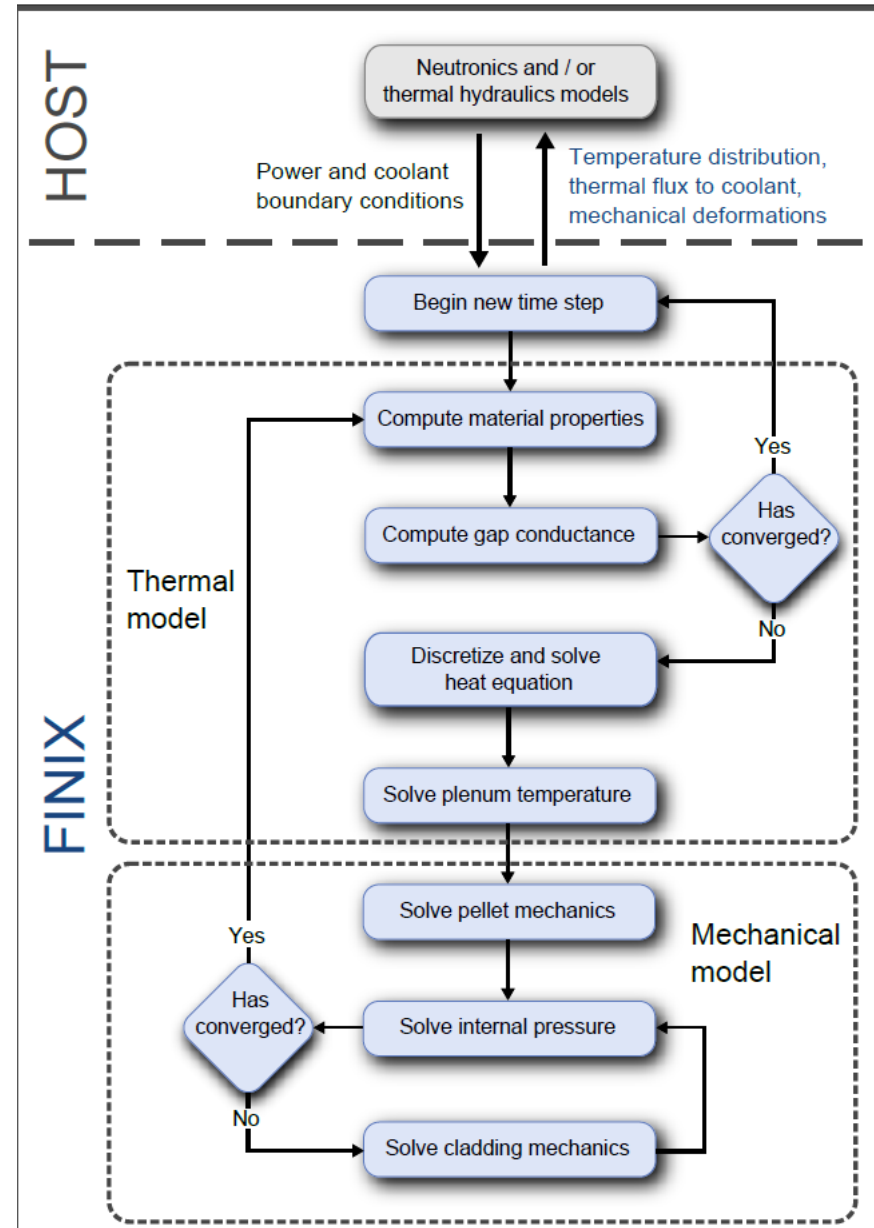 HOST
Neutronics and / or
thermal hydraulics models
Power and coolant
boundary conditions
Temperature distribution,
thermal flux to coolant,
mechanical deformations
FINIX
Begin new time step
Thermal
model
Compute material properties
Compute gap conductance
Has
converged?
Yes
No
Discretize and solve
heat equation
Solve plenum temperature
Mechanical
model
Solve pellet mechanics
Solve internal pressure
Has
converged?
Yes
No
Solve cladding mechanics